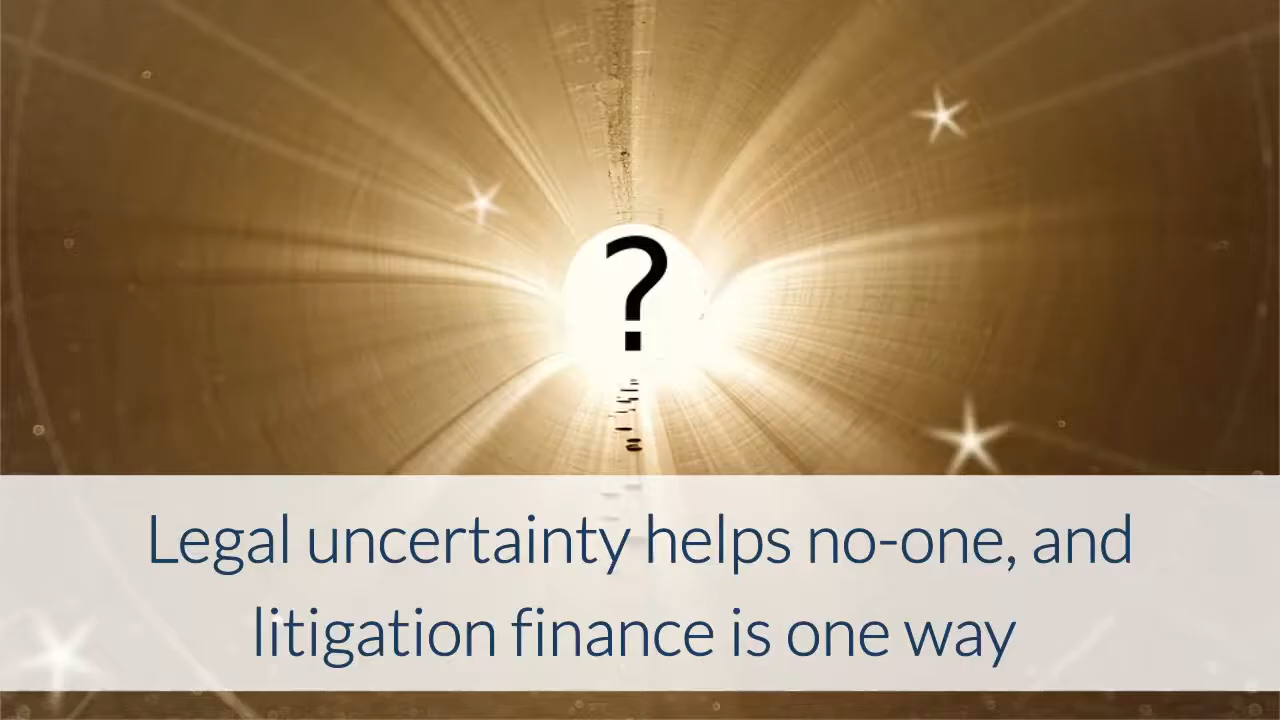 ?
Legal uncertainty helps no-one, and
litigation finance is one way